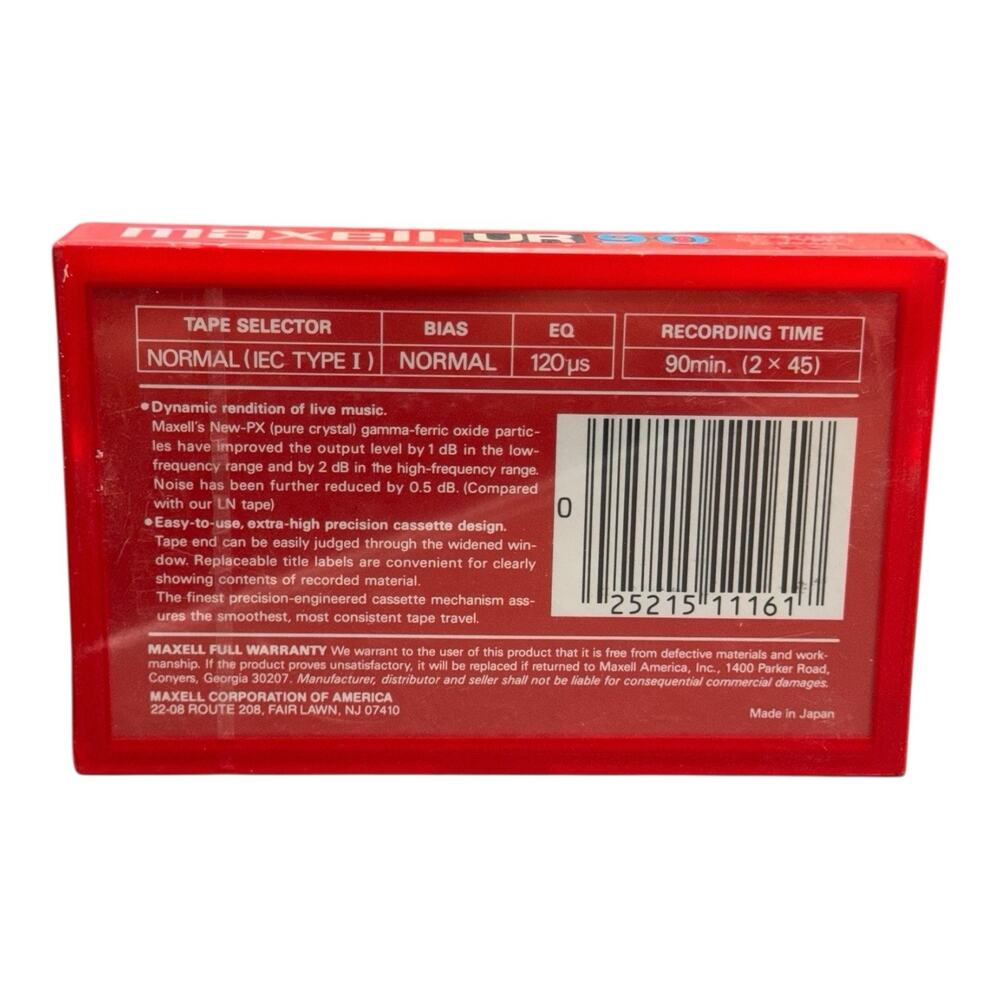 maxell UR 90
TAPE SELECTOR BIAS EQ RECORDING TIME
NORMAL (IEC TYPE I) NORMAL 120μs 90min. (2 × 45)
•Dynamic rendition of live music.
Maxell's New-PX (pure crystal) gamma-ferric oxide partic-
les have improved the output level by 1 dB in the low-
frequency range and by 2 dB in the high-frequency range.
Noise has been further reduced by 0.5 dB. (Compared
with our LN tape)
•Easy-to-use, extra-high precision cassette design.
Tape end can be easily judged through the widened win-
dow. Replaceable title labels are convenient for clearly
showing contents of recorded material.
The finest precision-engineered cassette mechanism ass-
ures the smoothest, most consistent tape travel.
0 25215 11161
MAXELL FULL WARRANTY We warrant to the user of this product that it is free from defective materials and work-
manship. If the product proves unsatisfactory, it will be replaced if returned to Maxell America, Inc., 1400 Parker Road,
Conyers, Georgia 30207. Manufacturer, distributor and seller shall not be liable for consequential commercial damages.
MAXELL CORPORATION OF AMERICA
22-08 ROUTE 208, FAIR LAWN, NJ 07410
Made in Japan